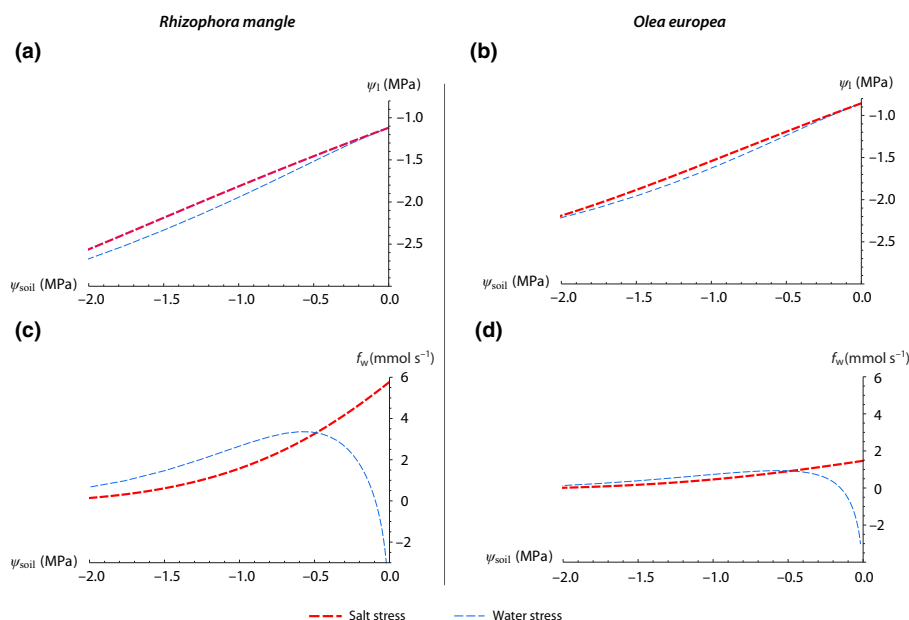 Rhizophora mangle
Olea europea
(a)
ψl (MPa)
−1.0
−1.5
−2.0
−2.5
ψsoil (MPa)
−2.0 −1.5 −1.0 −0.5 0.0
(b)
ψl (MPa)
−1.0
−1.5
−2.0
−2.5
ψsoil (MPa)
−2.0 −1.5 −1.0 −0.5 0.0
(c)
fw(mmol s−1)
6
4
2
0
−2
ψsoil (MPa)
−2.0 −1.5 −1.0 −0.5 0.0
(d)
fw(mmol s−1)
6
4
2
0
−2
ψsoil (MPa)
−2.0 −1.5 −1.0 −0.5 0.0
Salt stress Water stress